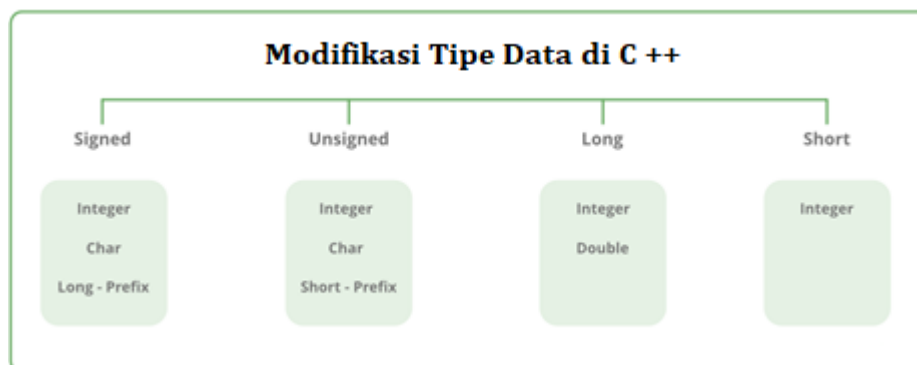 Modifikasi Tipe Data di C ++
Signed
Unsigned
Long
Short
Integer
Char
Long - Prefix
Integer
Char
Short - Prefix
Integer
Double
Integer